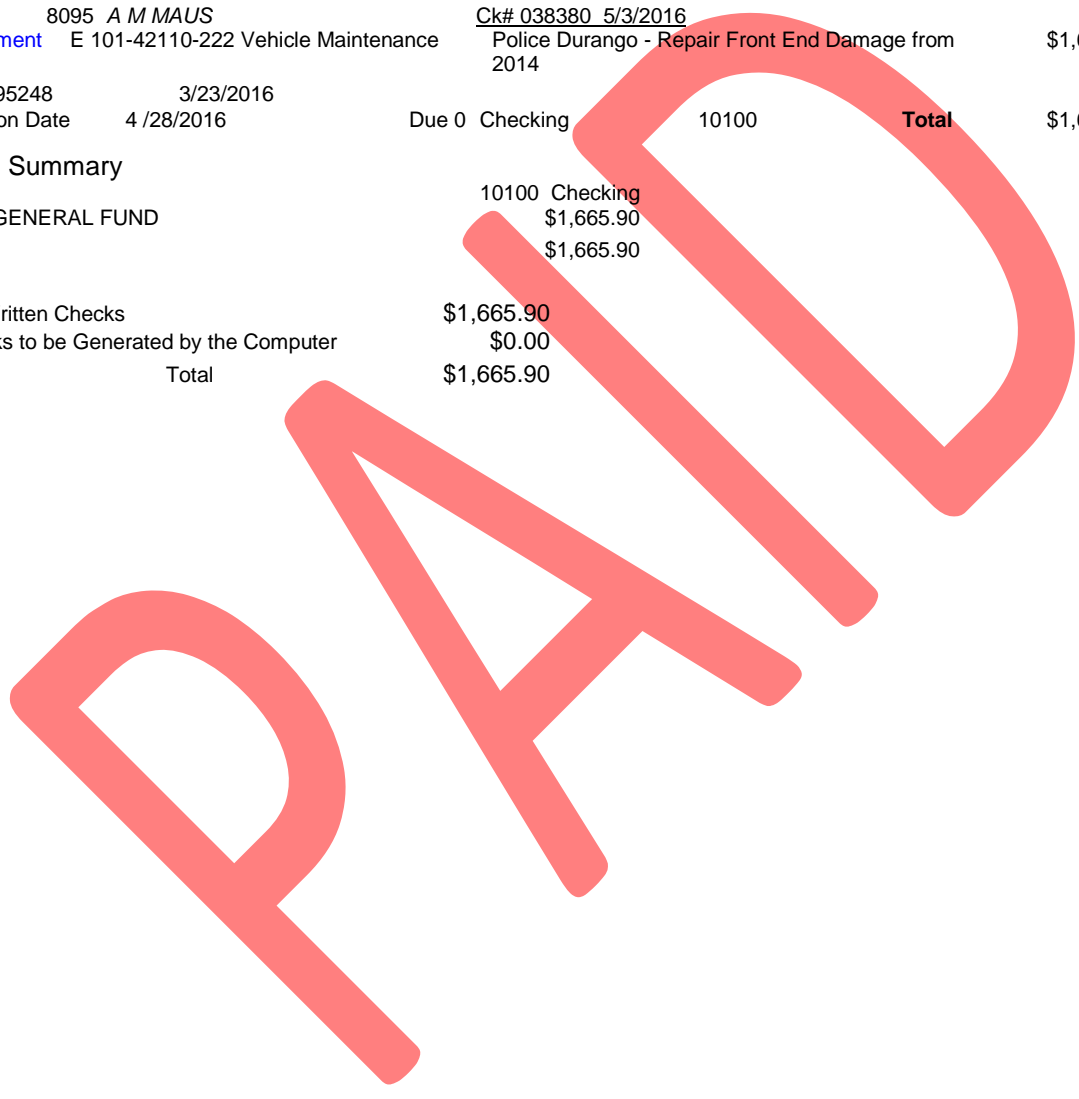 8095 A M MAUS Ck# 038380 5/3/2016
ment E 101-42110-222 Vehicle Maintenance Police Durango - Repair Front End Damage from $1,
2014
95248 3/23/2016
on Date 4 /28/2016 Due 0 Checking 10100 Total $1,
Summary
10100 Checking
GENERAL FUND $1,665.90
$1,665.90
ritten Checks $1,665.90
ks to be Generated by the Computer $0.00
Total $1,665.90
PAID